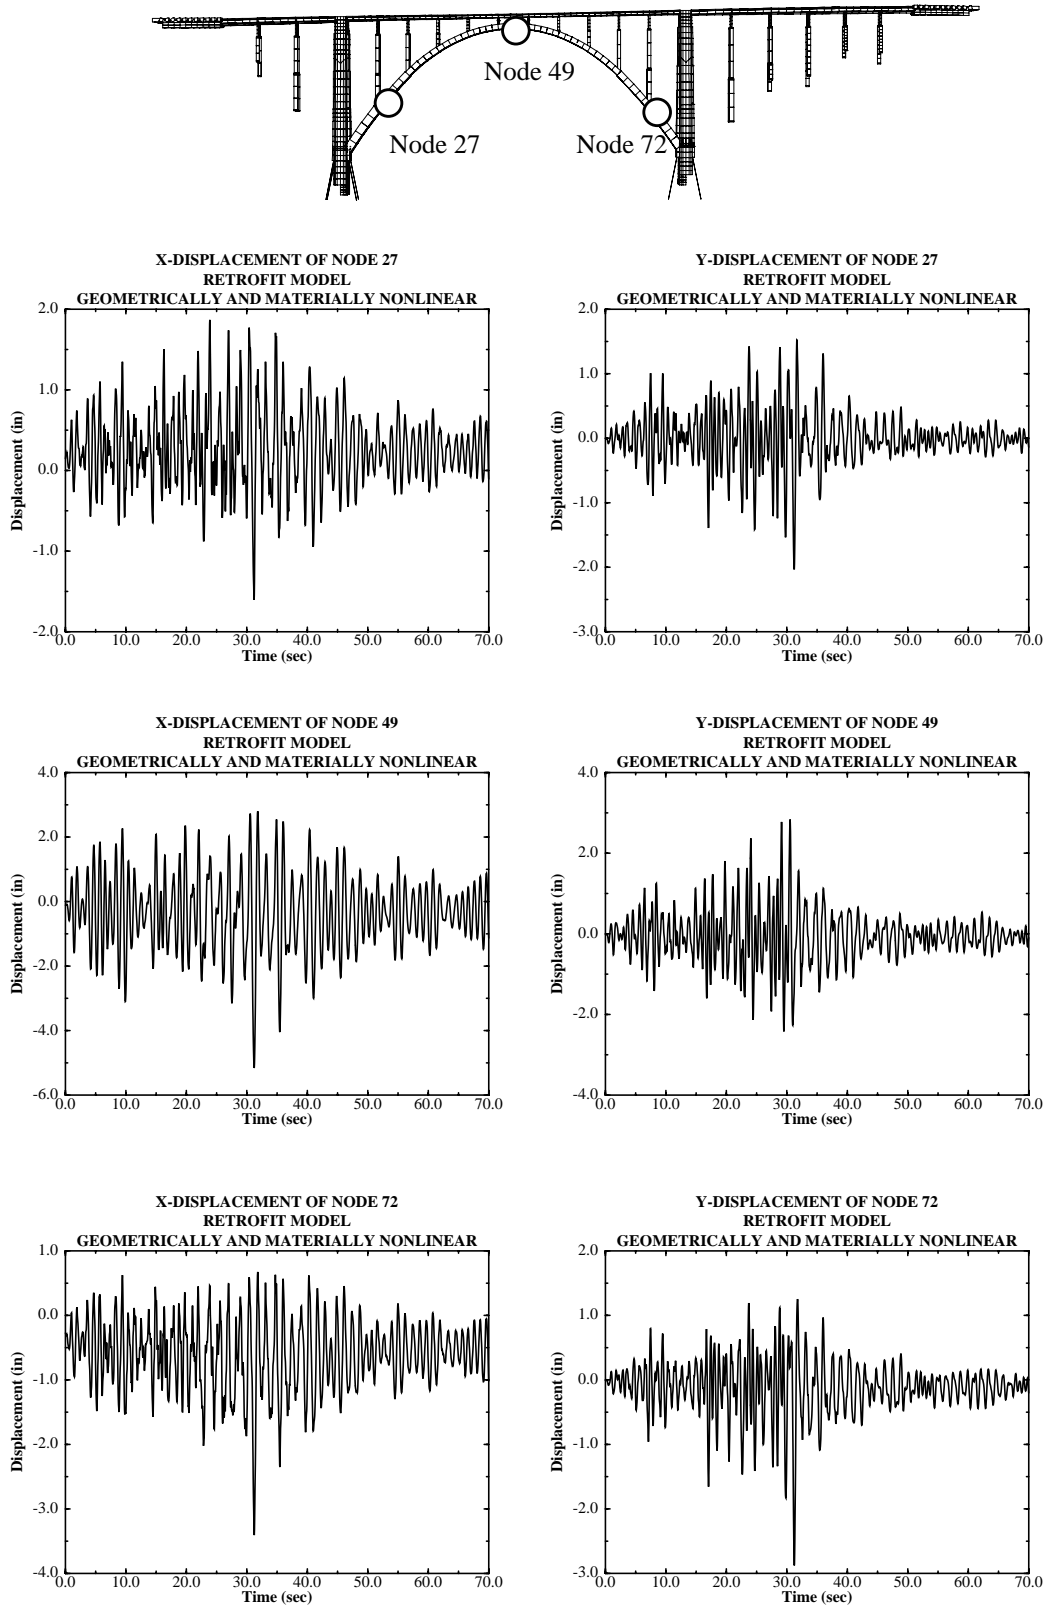 Node 49
Node 27
Node 72
X-DISPLACEMENT OF NODE 27
RETROFIT MODEL
GEOMETRICALLY AND MATERIALLY NONLINEAR
2.0
1.0
0.0
-1.0
-2.0
Displacement (in)
0.0 10.0 20.0 30.0 40.0 50.0 60.0 70.0
Time (sec)
Y-DISPLACEMENT OF NODE 27
RETROFIT MODEL
GEOMETRICALLY AND MATERIALLY NONLINEAR
2.0
1.0
0.0
-1.0
-2.0
-3.0
Displacement (in)
0.0 10.0 20.0 30.0 40.0 50.0 60.0 70.0
Time (sec)
X-DISPLACEMENT OF NODE 49
RETROFIT MODEL
GEOMETRICALLY AND MATERIALLY NONLINEAR
4.0
2.0
0.0
-2.0
-4.0
-6.0
Displacement (in)
0.0 10.0 20.0 30.0 40.0 50.0 60.0 70.0
Time (sec)
Y-DISPLACEMENT OF NODE 49
RETROFIT MODEL
GEOMETRICALLY AND MATERIALLY NONLINEAR
4.0
2.0
0.0
-2.0
-4.0
Displacement (in)
0.0 10.0 20.0 30.0 40.0 50.0 60.0 70.0
Time (sec)
X-DISPLACEMENT OF NODE 72
RETROFIT MODEL
GEOMETRICALLY AND MATERIALLY NONLINEAR
1.0
0.0
-1.0
-2.0
-3.0
-4.0
Displacement (in)
0.0 10.0 20.0 30.0 40.0 50.0 60.0 70.0
Time (sec)
Y-DISPLACEMENT OF NODE 72
RETROFIT MODEL
GEOMETRICALLY AND MATERIALLY NONLINEAR
2.0
1.0
0.0
-1.0
-2.0
-3.0
Displacement (in)
0.0 10.0 20.0 30.0 40.0 50.0 60.0 70.0
Time (sec)